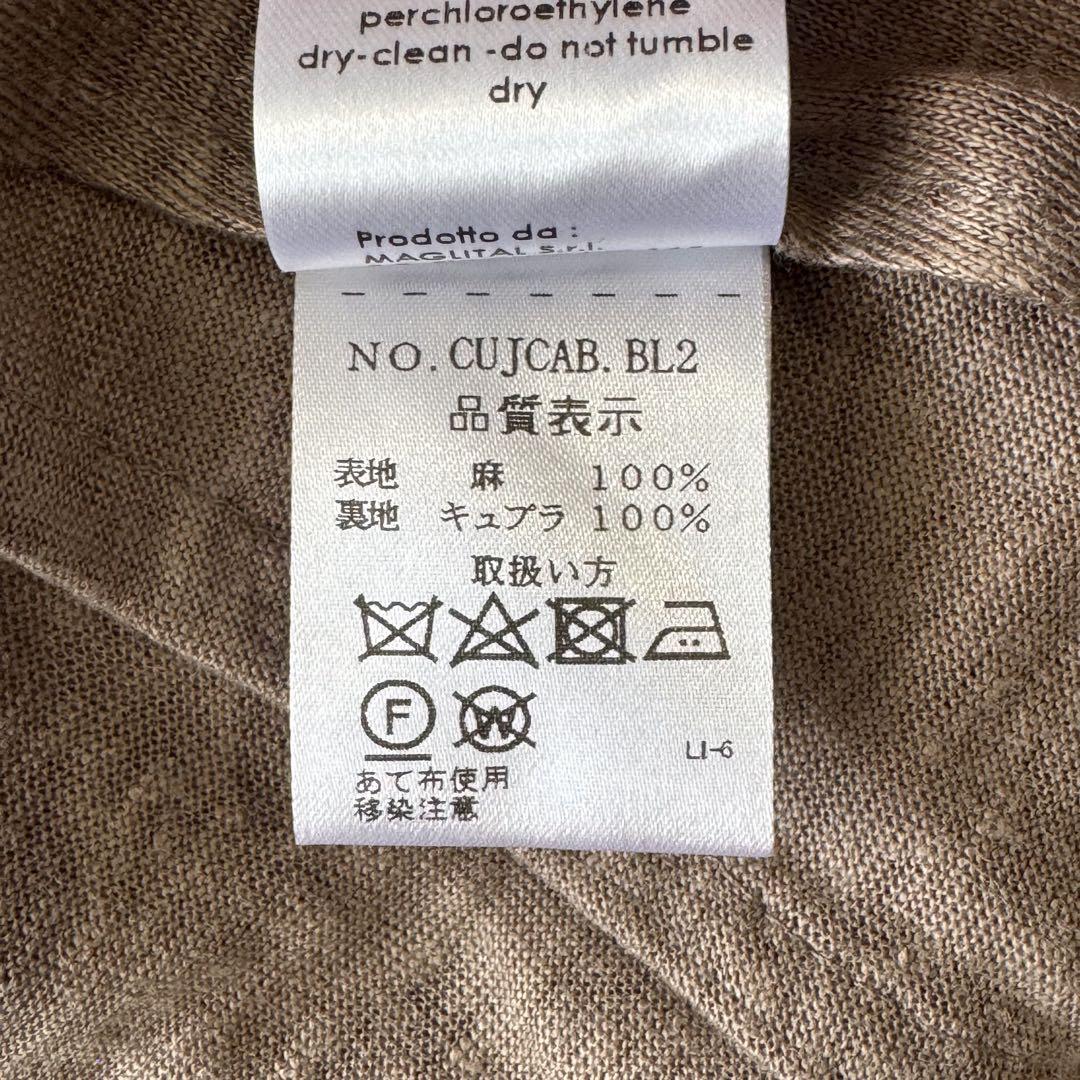 perchloroethylene
dry-clean -do not tumble
dry
Prodotto da :
MAGLITAL S.r.l.
NO. CUJCAB. BL2
品質表示
表地 麻 100%
裏地 キュプラ 100%
取扱い方
F
W
LI-6
あて布使用
移染注意